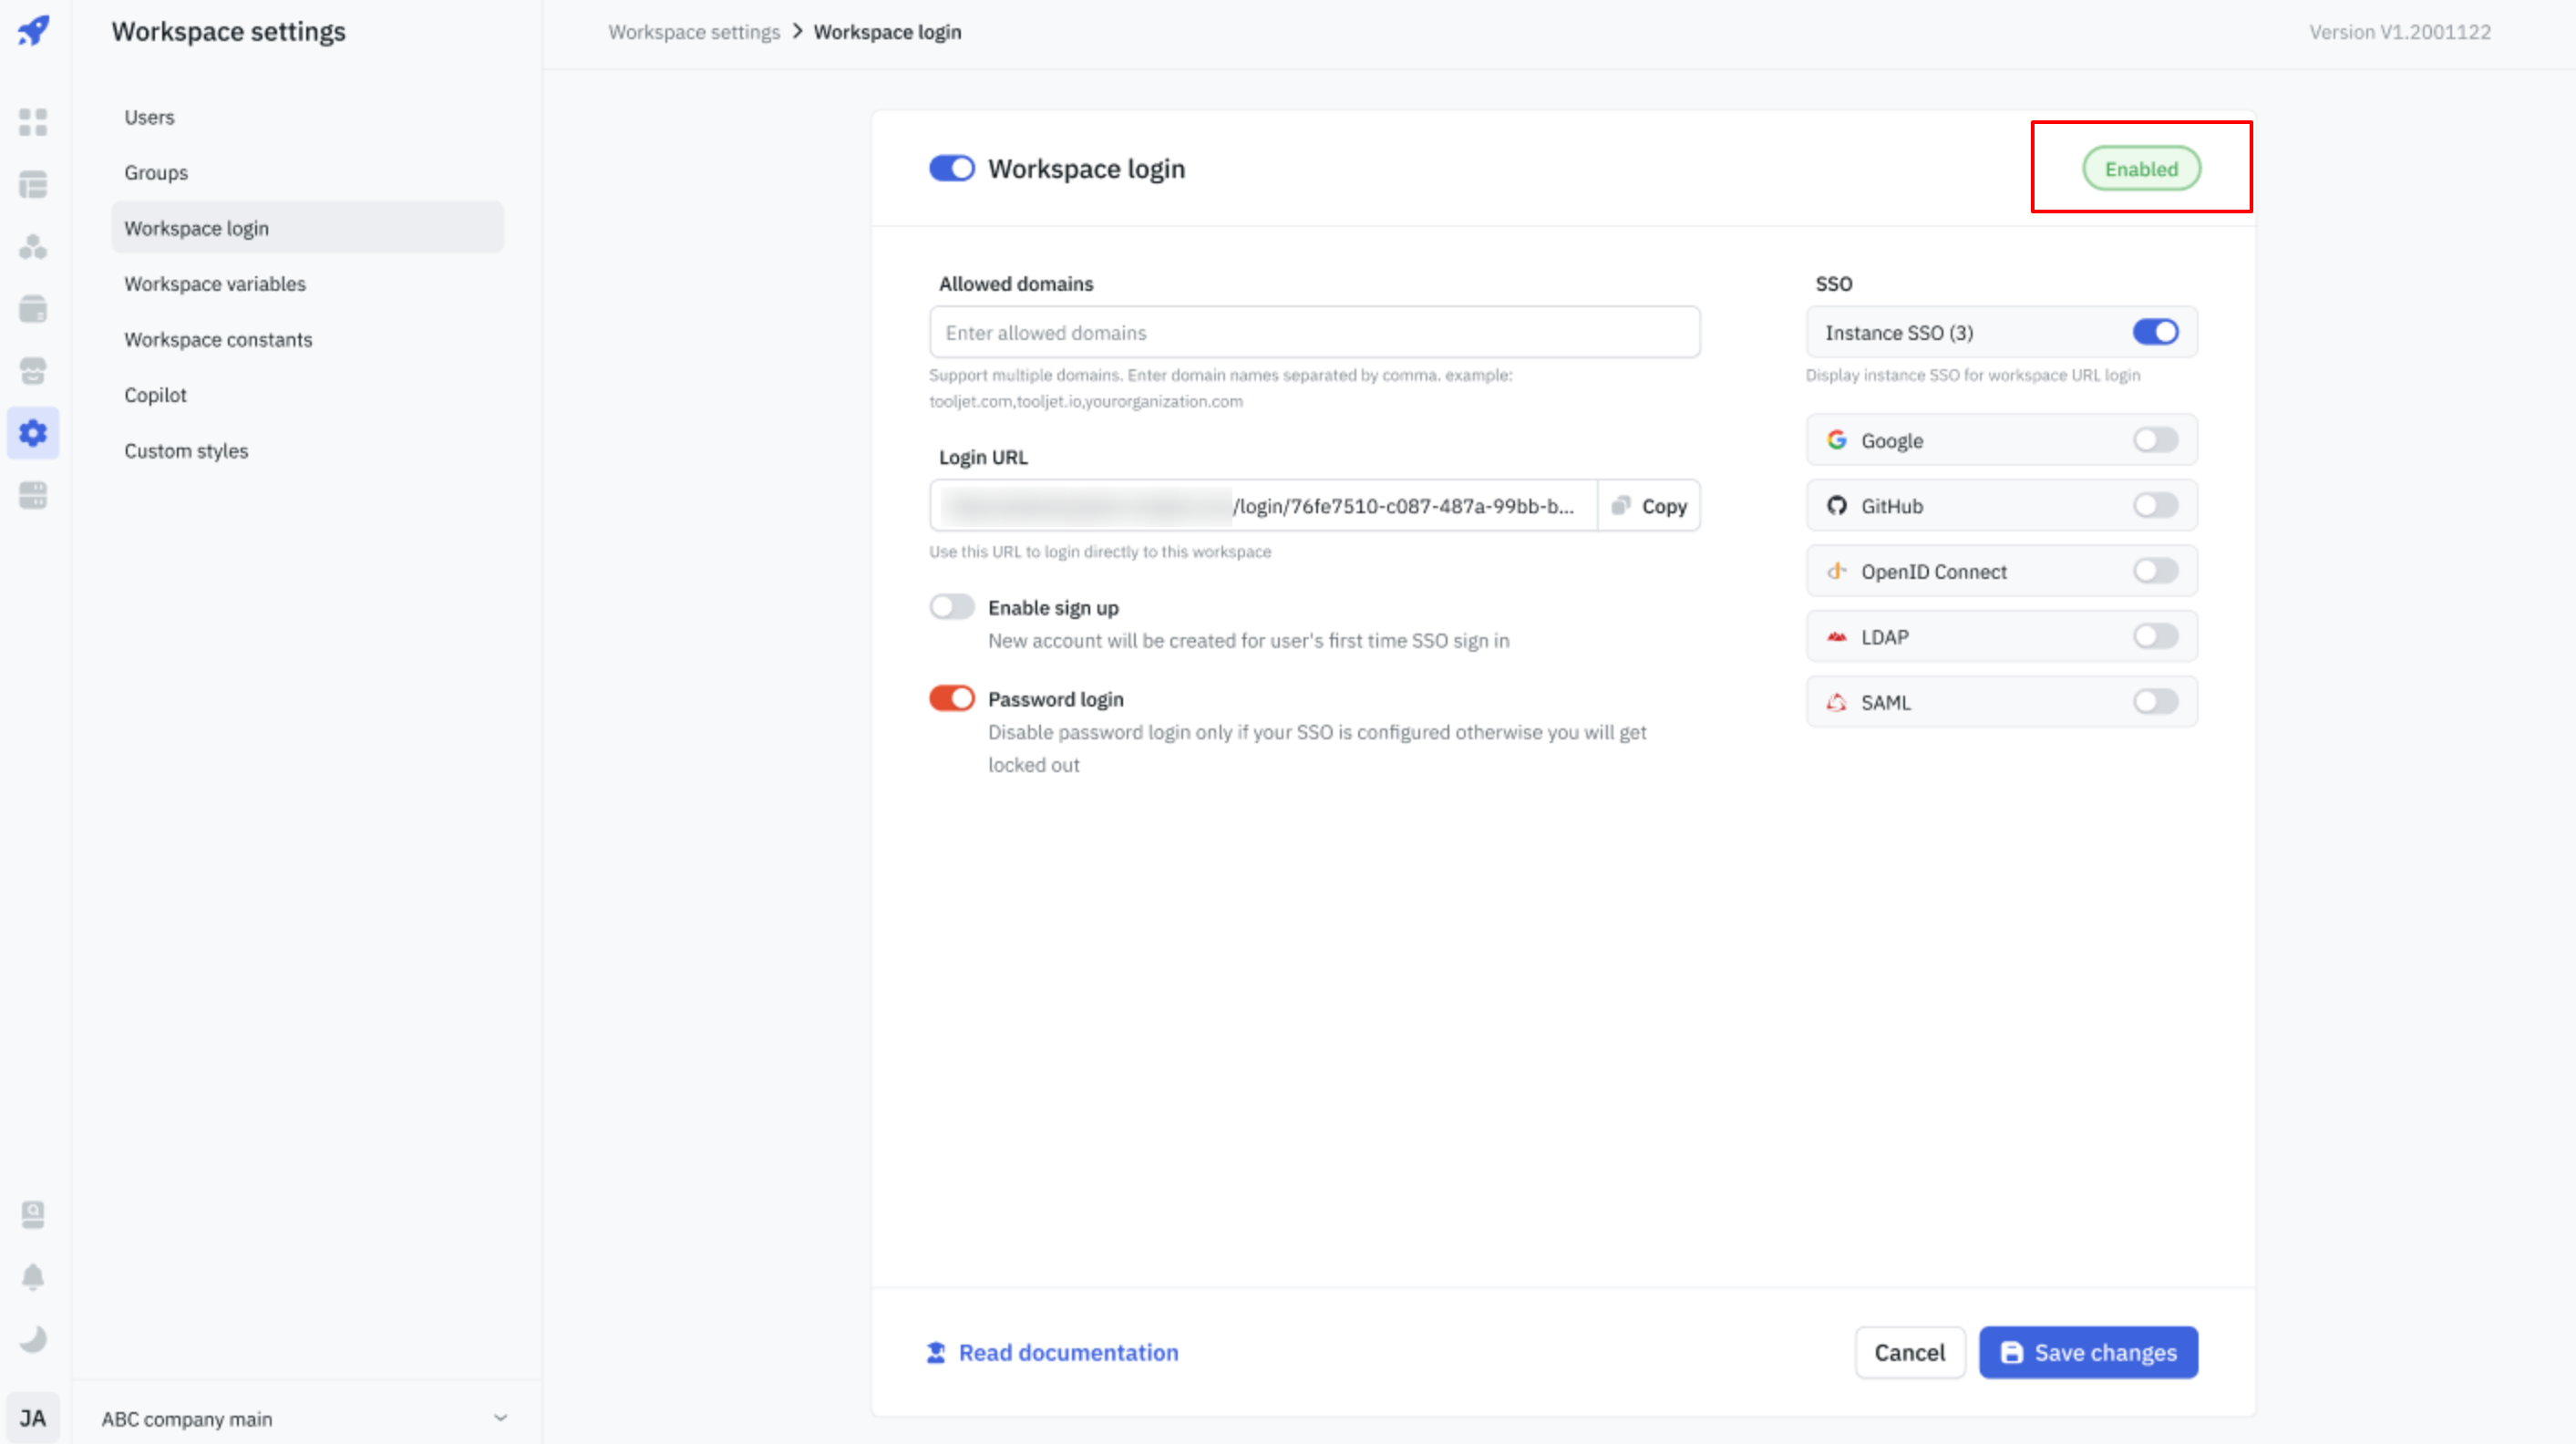 Workspace settings
Workspace settings > Workspace login
Version V1.2001122
Users
Groups
Workspace login
Workspace variables
Workspace constants
Copilot
Custom styles
JA
ABC company main
Workspace login
Enabled
Allowed domains
Enter allowed domains
Support multiple domains. Enter domain names separated by comma. example:
tooljet.com,tooljet.io,yourorganization.com
Login URL
/login/76fe7510-c087-487a-99bb-b...
Copy
Use this URL to login directly to this workspace
Enable sign up
New account will be created for user's first time SSO sign in
Password login
Disable password login only if your SSO is configured otherwise you will get
locked out
SSO
Instance SSO (3)
Display instance SSO for workspace URL login
Google
GitHub
OpenID Connect
LDAP
SAML
Read documentation
Cancel
Save changes